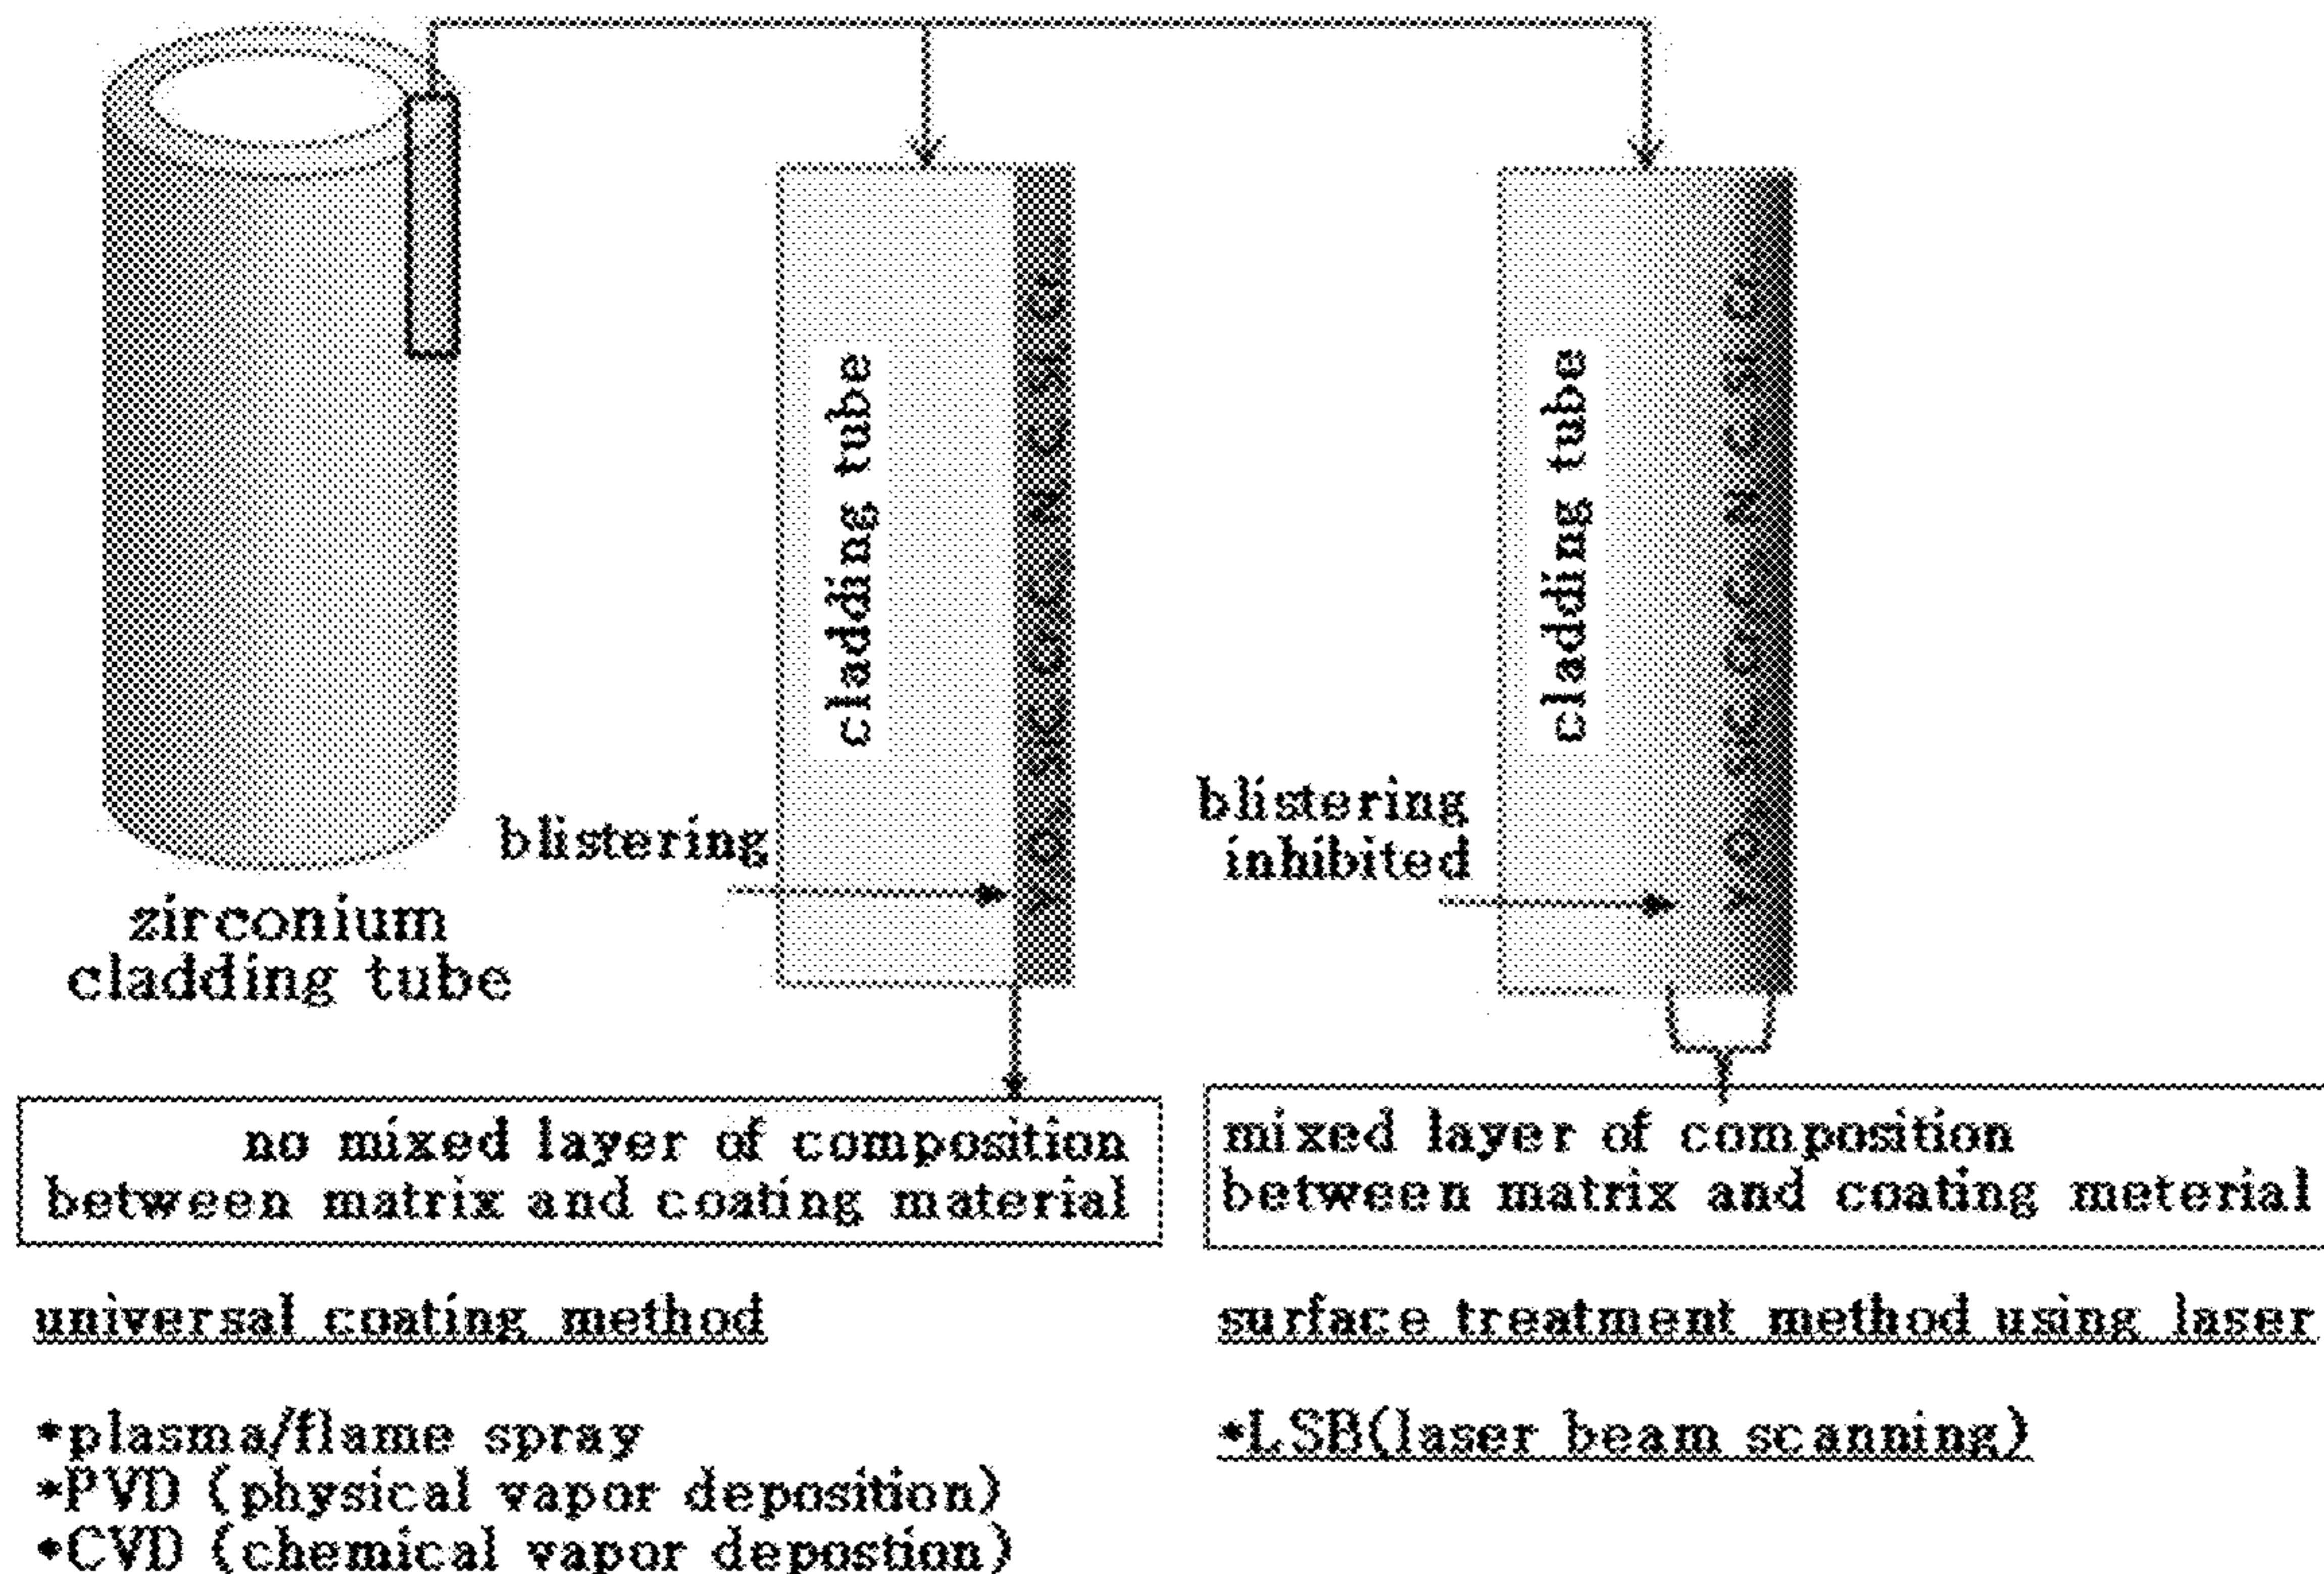 cladding tube
cladding tube
blistering
blistering
inhibited
zirconium
cladding tube
no mixed layer of composition
between matrix and coating material
mixed layer of composition
between matrix and coating meterial
universal coating method
surface treatment method using laser
*plasma/flame spray
*PVD (physical vapor deposition)
*CVD (chemical vapor depostion)
*LSB(laser beam scanning)